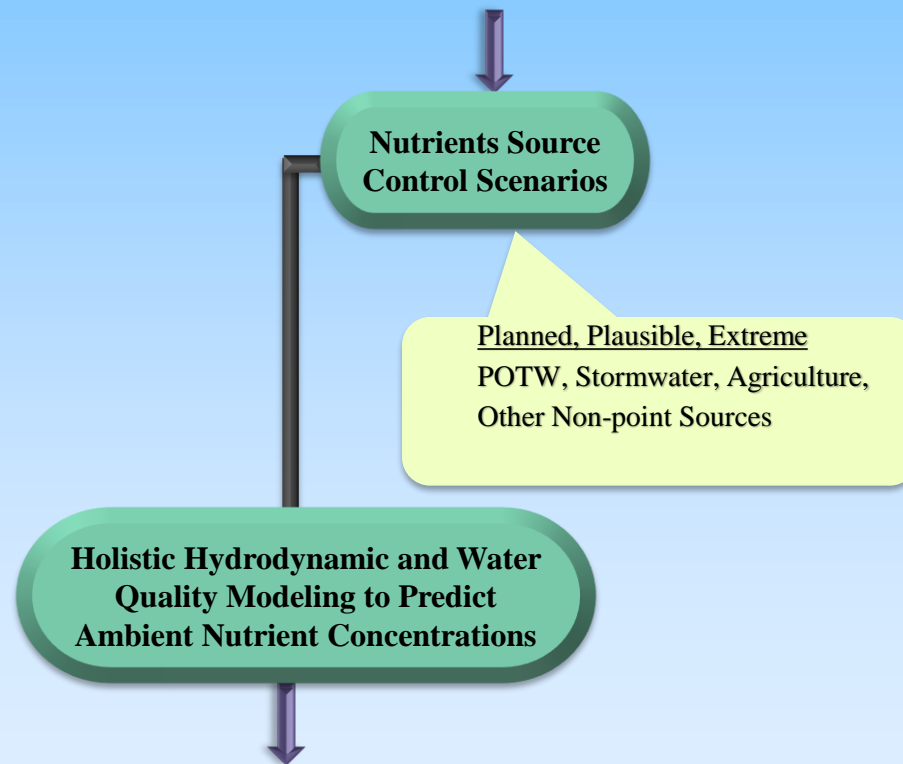 Nutrients Source
Control Scenarios
Planned, Plausible, Extreme
POTW, Stormwater, Agriculture,
Other Non-point Sources
Holistic Hydrodynamic and Water
Quality Modeling to Predict
Ambient Nutrient Concentrations